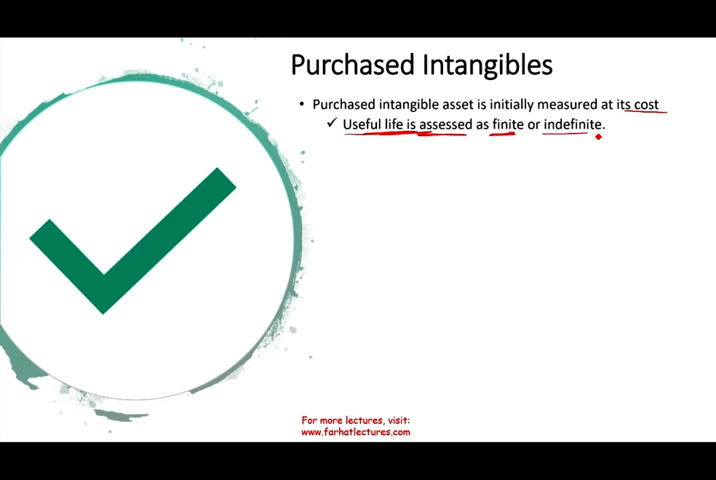 Purchased Intangibles
• Purchased intangible asset is initially measured at its cost
✓ Useful life is assessed as finite or indefinite.
For more lectures, visit:
www.farhatlectures.com